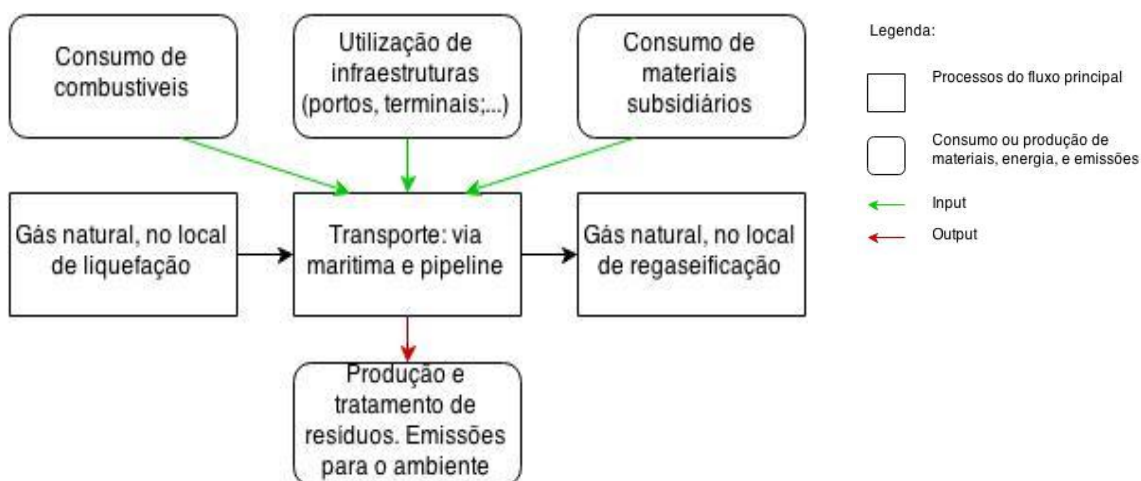 Consumo de
combustiveis
Utilização de
infraestruturas
(portos, terminais;...)
Consumo de
materiais
subsidiários
Gás natural, no local
de liquefação
Transporte: via
maritima e pipeline
Gás natural, no local
de regaseificação
Produção e
tratamento de
resíduos. Emissões
para o ambiente
Legenda:
Processos do fluxo principal
Consumo ou produção de
materiais, energia, e emissões
Input
Output